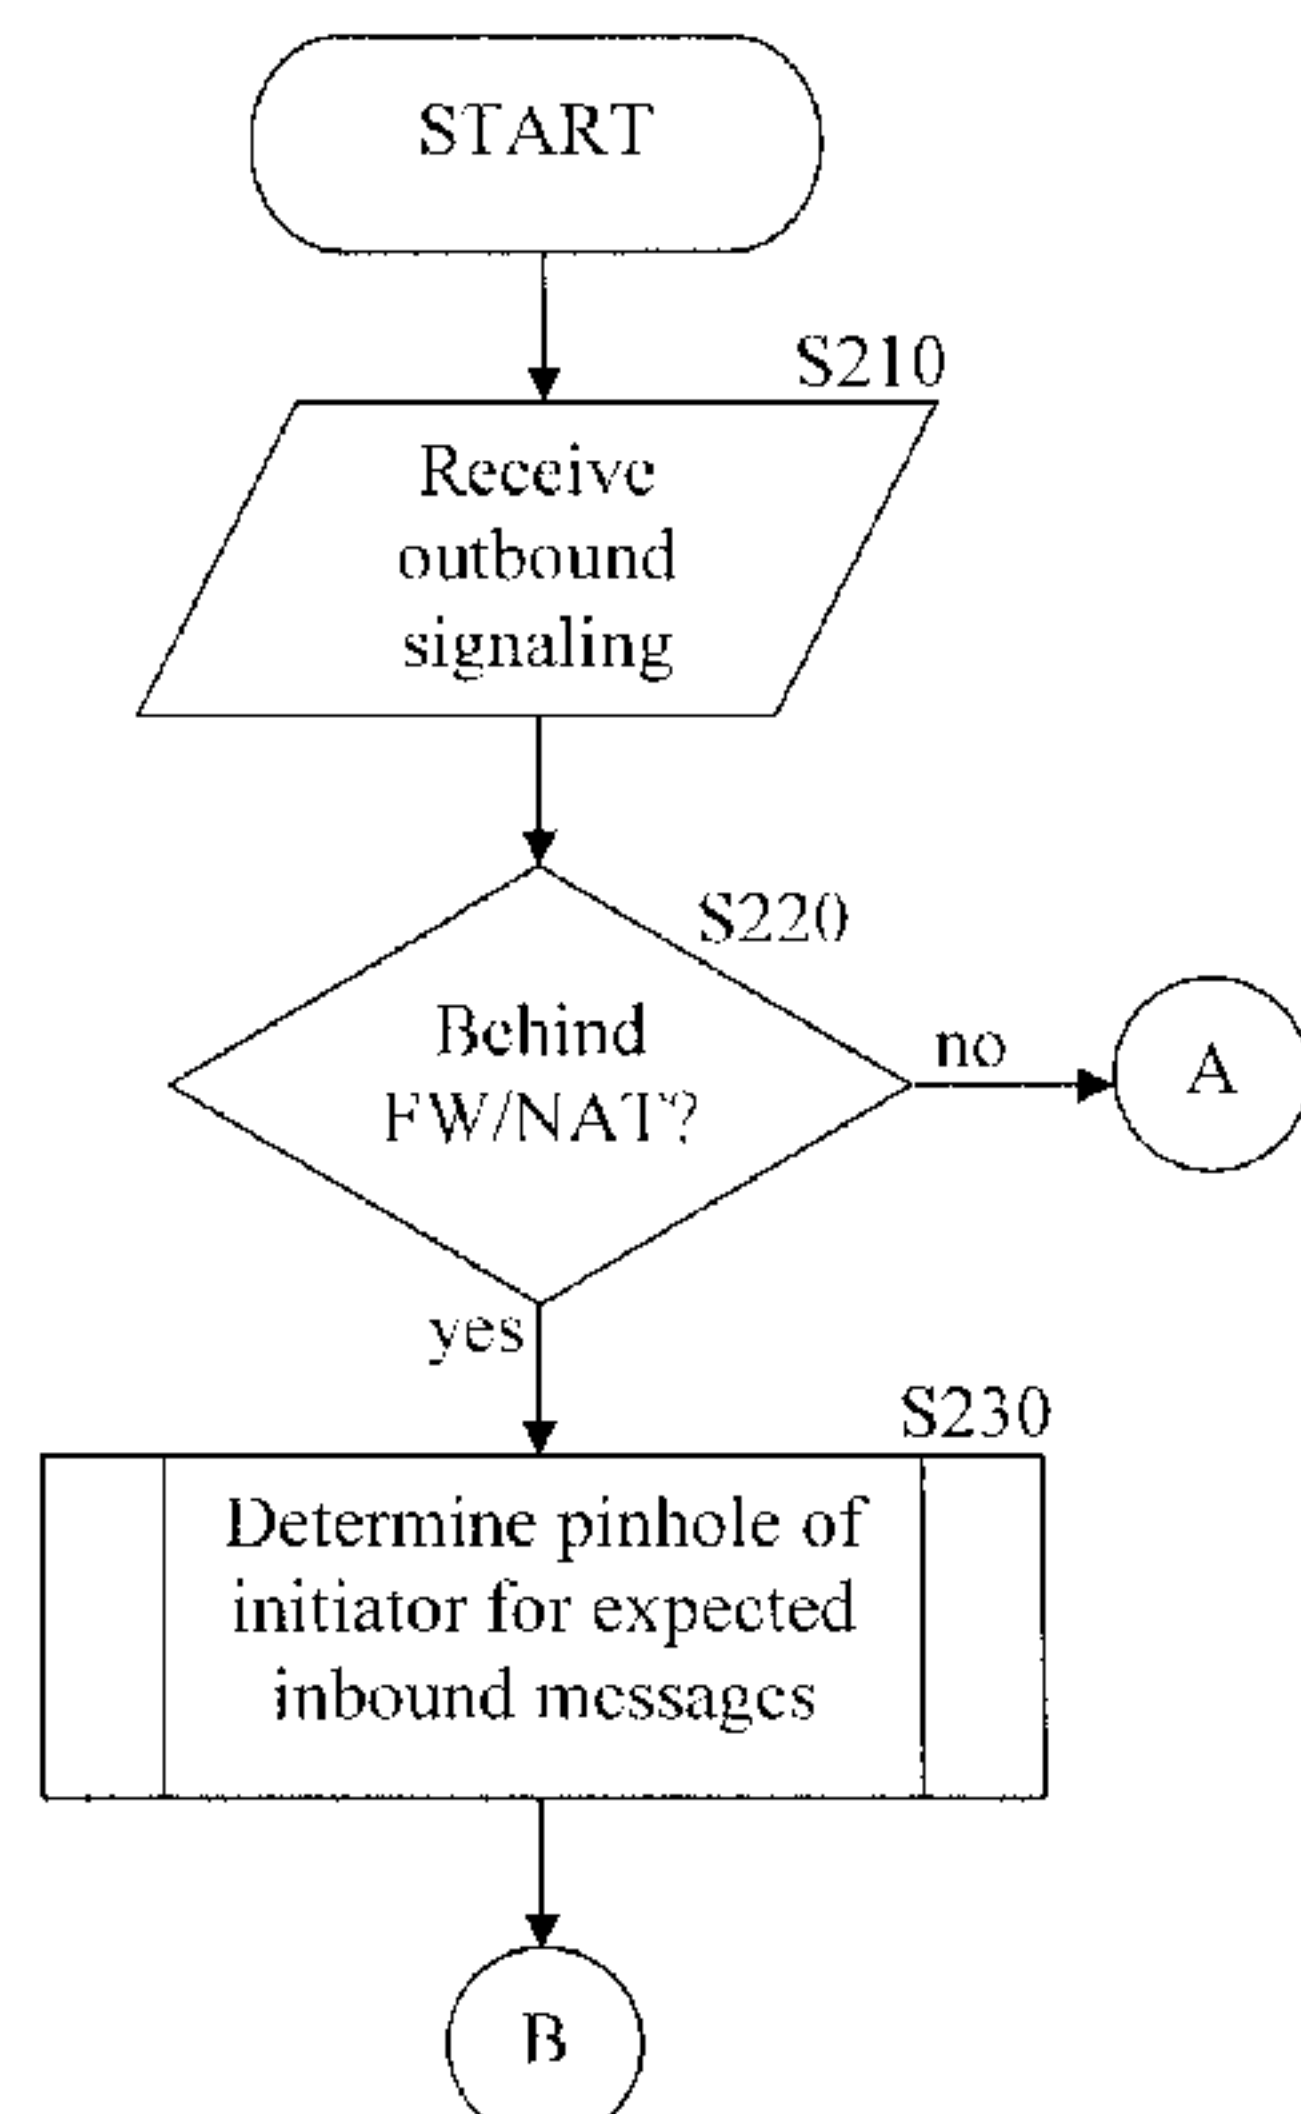 START
S210
Receive
outbound
signaling
S220
Behind
FW/NAT?
no
A
yes
S230
Determine pinhole of
initiator for expected
inbound messages
B